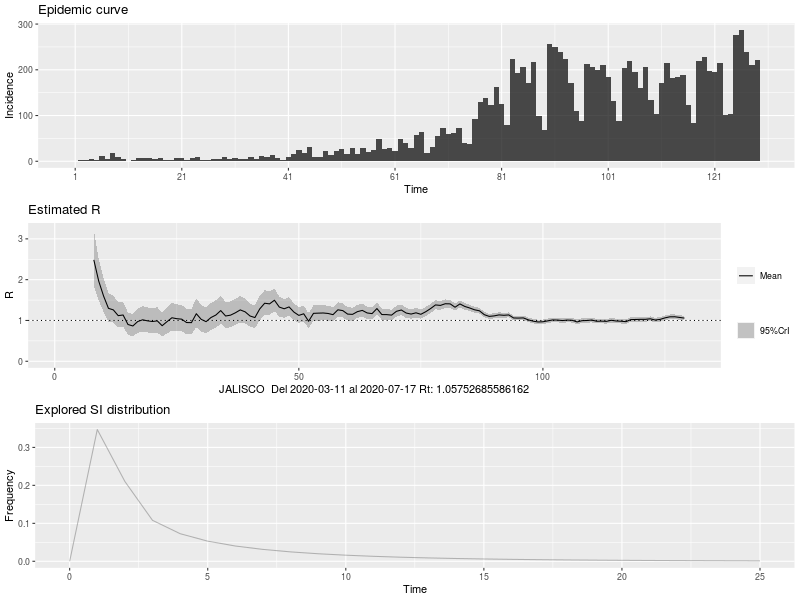 Epidemic curve
300
200
100
0
Incidence
1 21 41 61 81 101 121
Time
Estimated R
3
2
1
0
R
Mean
95%CrI
0 50 100
JALISCO Del 2020-03-11 al 2020-07-17 Rt: 1.05752685586162
Explored SI distribution
0.3
0.2
0.1
0.0
Frequency
0 5 10 15 20 25
Time